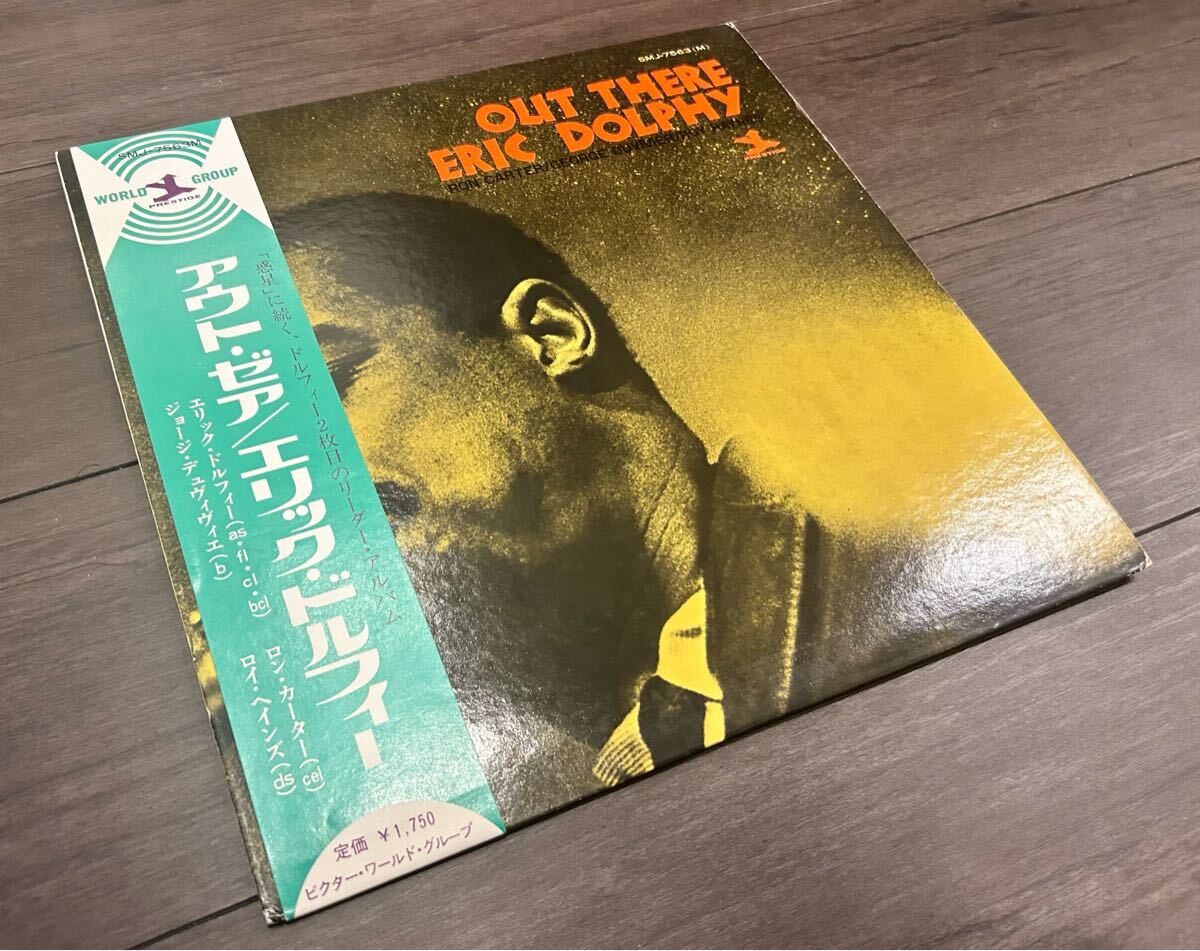 SMJ-7563(M)
OUT THERE
ERIC DOLPHY
RON CARTER/GEORGE DUVIVIER/ROY HAYNES
SMJ-7563M
WORLD GROUP
PRESTIGE
「惑星」に続く、ドルフィー2枚目のリーダー・アルバム
アウト・ゼア/エリック・ドルフィー
エリック・ドルフィー(as・fl・cl・bcl)
ロン・カーター(cel)
ジョージ・デュヴィヴィエ(b)
ロイ・ヘインズ(ds)
定価 ¥1,750
ビクター・ワールド・グループ